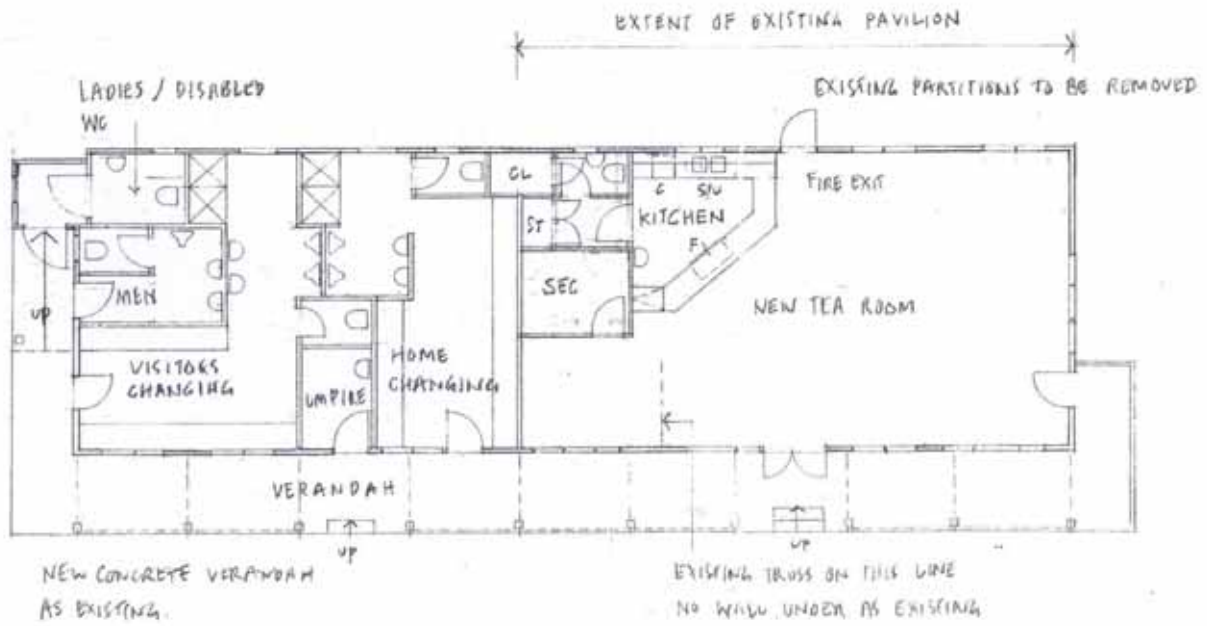 EXTENT OF EXISTING PAVILION
LADIES / DISABLED
WC
EXISTING PARTITIONS TO BE REMOVED
CL
C
S/U
FIRE EXIT
ST
KITCHEN
F
UP
MEN
SEC
NEW TEA ROOM
VISITORS
CHANGING
HOME
CHANGING
UMPIRE
VERANDAH
UP
UP
NEW CONCRETE VERANDAH
AS EXISTING.
EXISTING TRUSS ON THIS LINE
NO WALL UNDER AS EXISTING